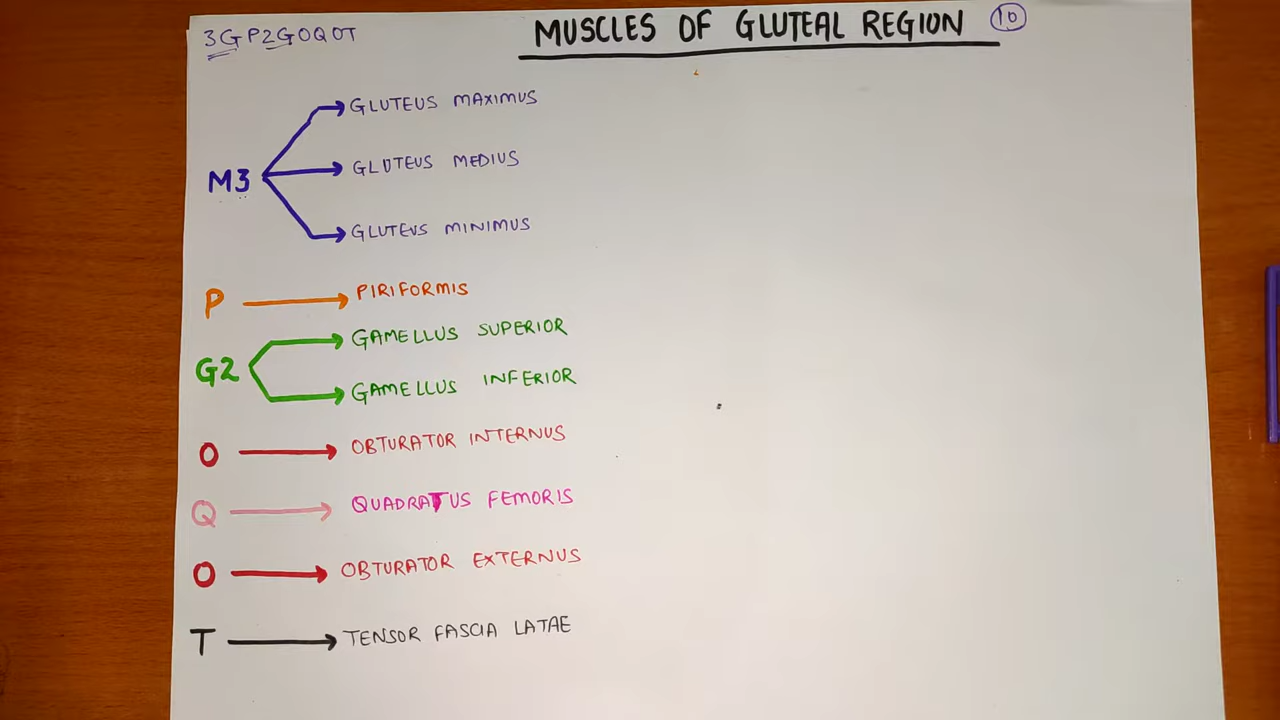 3GP2GOQOT
MUSCLES OF GLUTEAL REGION 10
GLUTEUS MAXIMUS
GLUTEUS MEDIUS
M3
GLUTEUS MINIMUS
P PIRIFORMIS
GAMELLUS SUPERIOR
G2
GAMELLUS INFERIOR
O OBTURATOR INTERNUS
Q QUADRATUS FEMORIS
O OBTURATOR EXTERNUS
T TENSOR FASCIA LATAE